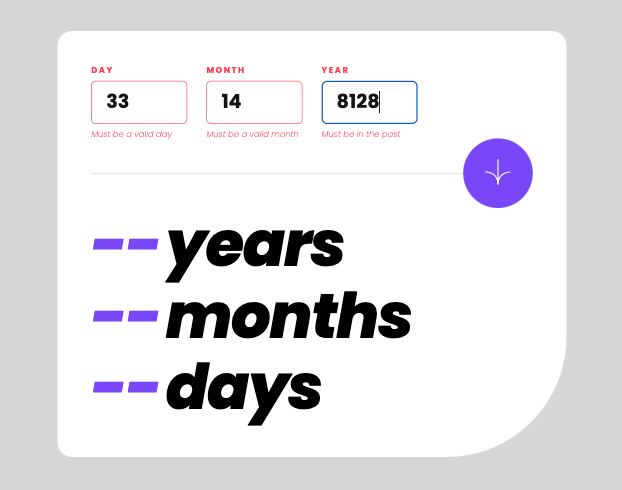 DAY MONTH YEAR
33 14 8128
Must be a valid day Must be a valid month Must be in the past
-- years
-- months
-- days